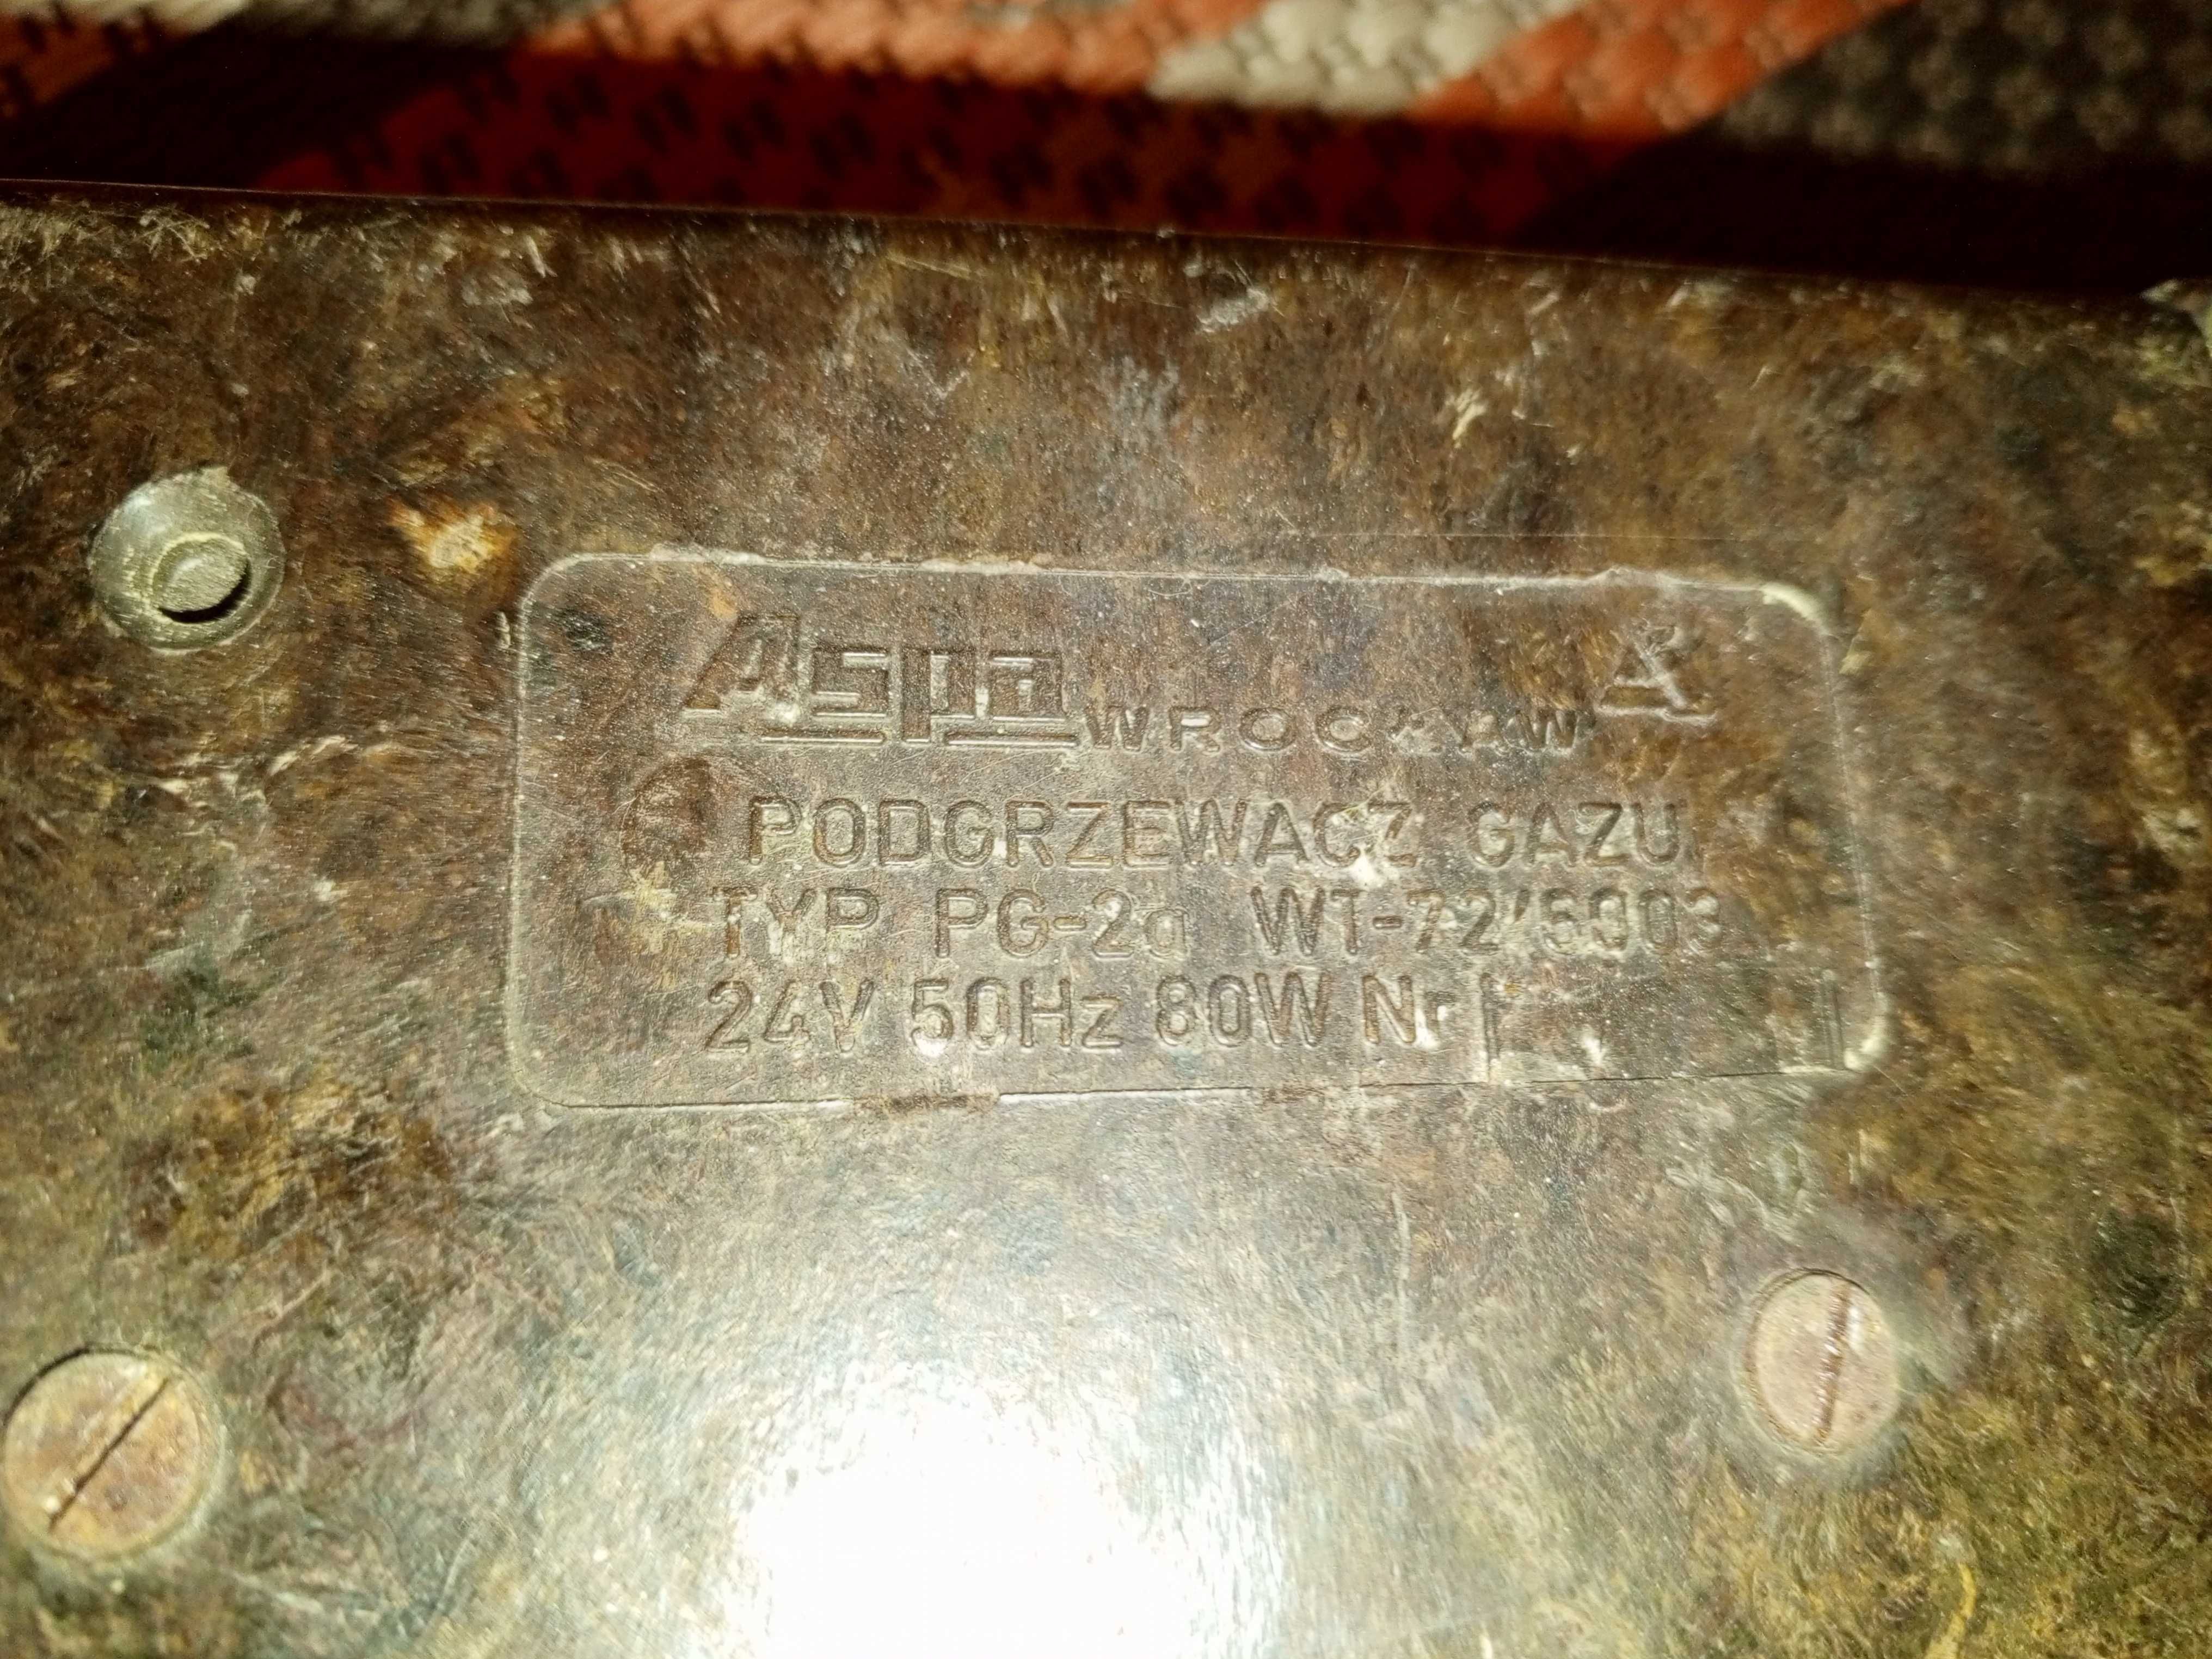 Aspa WROCŁAW
PODGRZEWACZ GAZU
TYP PG-2a WT-72/6003
24V 50Hz 80W Nr